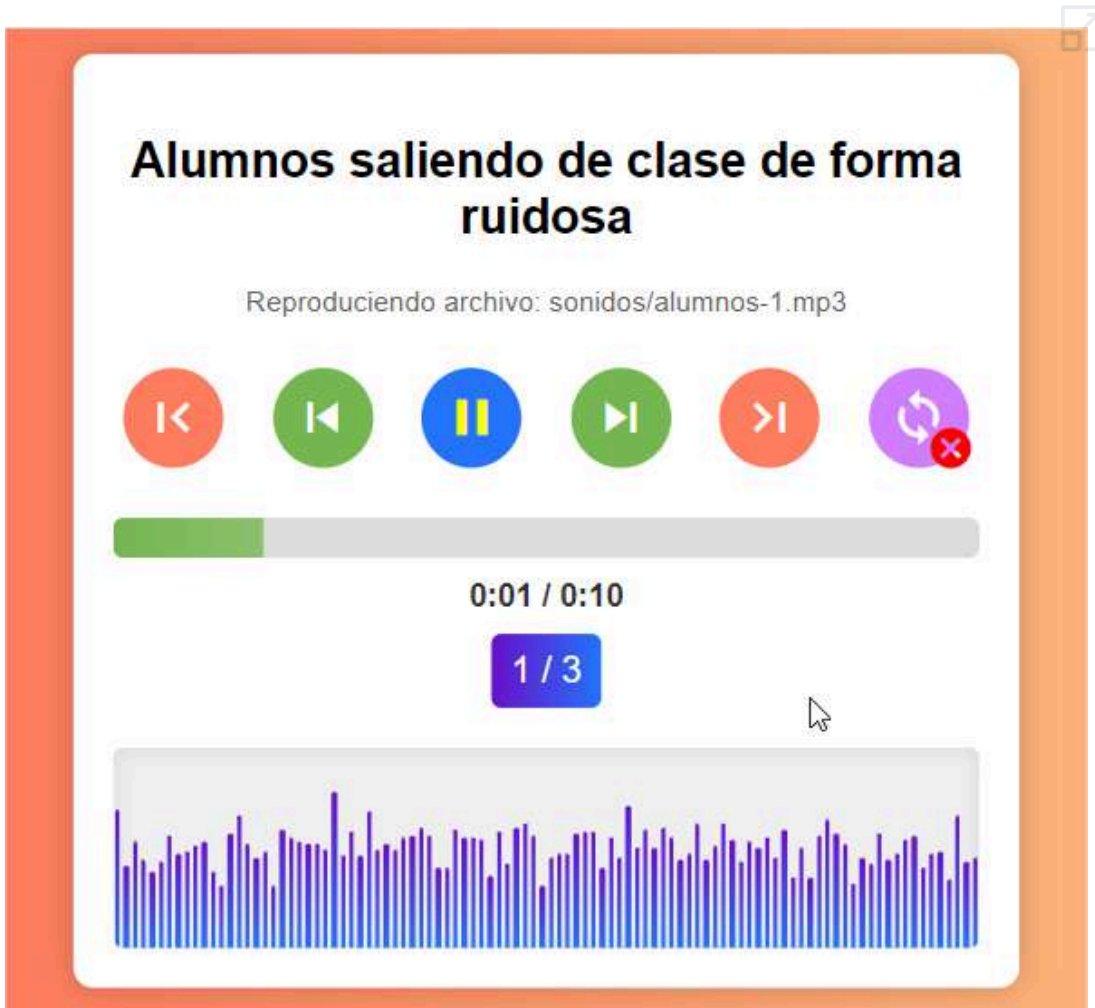 Alumnos saliendo de clase de forma
ruidosa
Reproduciendo archivo: sonidos/alumnos-1.mp3
0:01 / 0:10
1 / 3